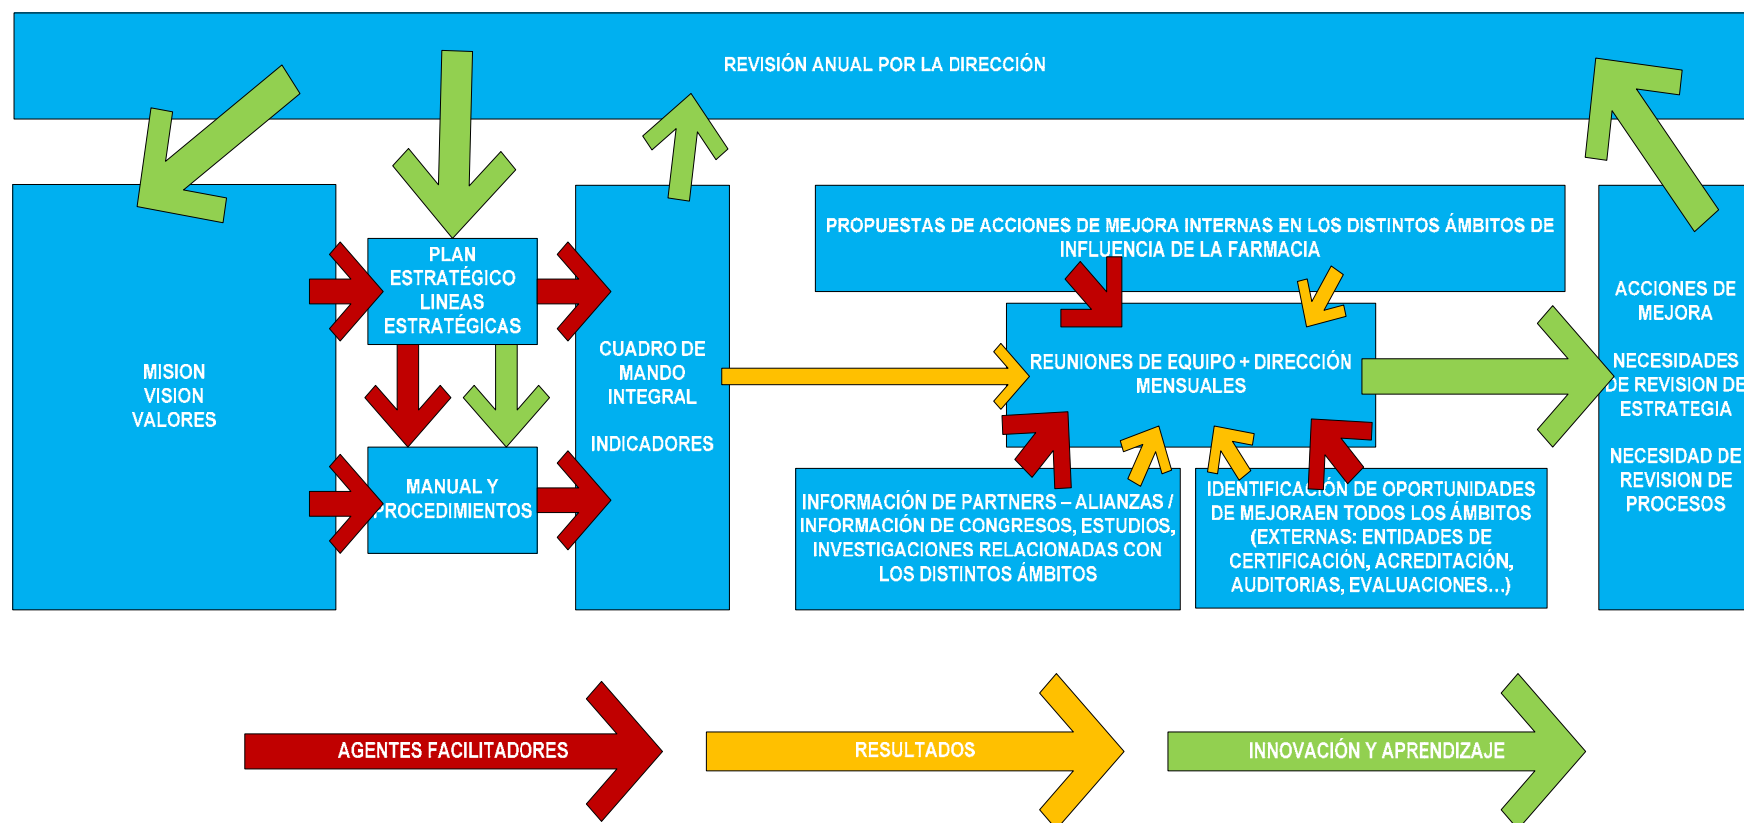 REVISIÓN ANUAL POR LA DIRECCIÓN
MISION
VISION
VALORES
PLAN
ESTRATÉGICO
LINEAS
ESTRATÉGICAS
MANUAL Y
PROCEDIMIENTOS
CUADRO DE
MANDO
INTEGRAL
INDICADORES
PROPUESTAS DE ACCIONES DE MEJORA INTERNAS EN LOS DISTINTOS ÁMBITOS DE
INFLUENCIA DE LA FARMACIA
REUNIONES DE EQUIPO + DIRECCIÓN
MENSUALES
INFORMACIÓN DE PARTNERS – ALIANZAS /
INFORMACIÓN DE CONGRESOS, ESTUDIOS,
INVESTIGACIONES RELACIONADAS CON
LOS DISTINTOS ÁMBITOS
IDENTIFICACIÓN DE OPORTUNIDADES
DE MEJORAEN TODOS LOS ÁMBITOS
(EXTERNAS: ENTIDADES DE
CERTIFICACIÓN, ACREDITACIÓN,
AUDITORIAS, EVALUACIONES...)
ACCIONES DE
MEJORA
NECESIDADES
DE REVISION DE
ESTRATEGIA
NECESIDAD DE
REVISION DE
PROCESOS
AGENTES FACILITADORES
RESULTADOS
INNOVACIÓN Y APRENDIZAJE